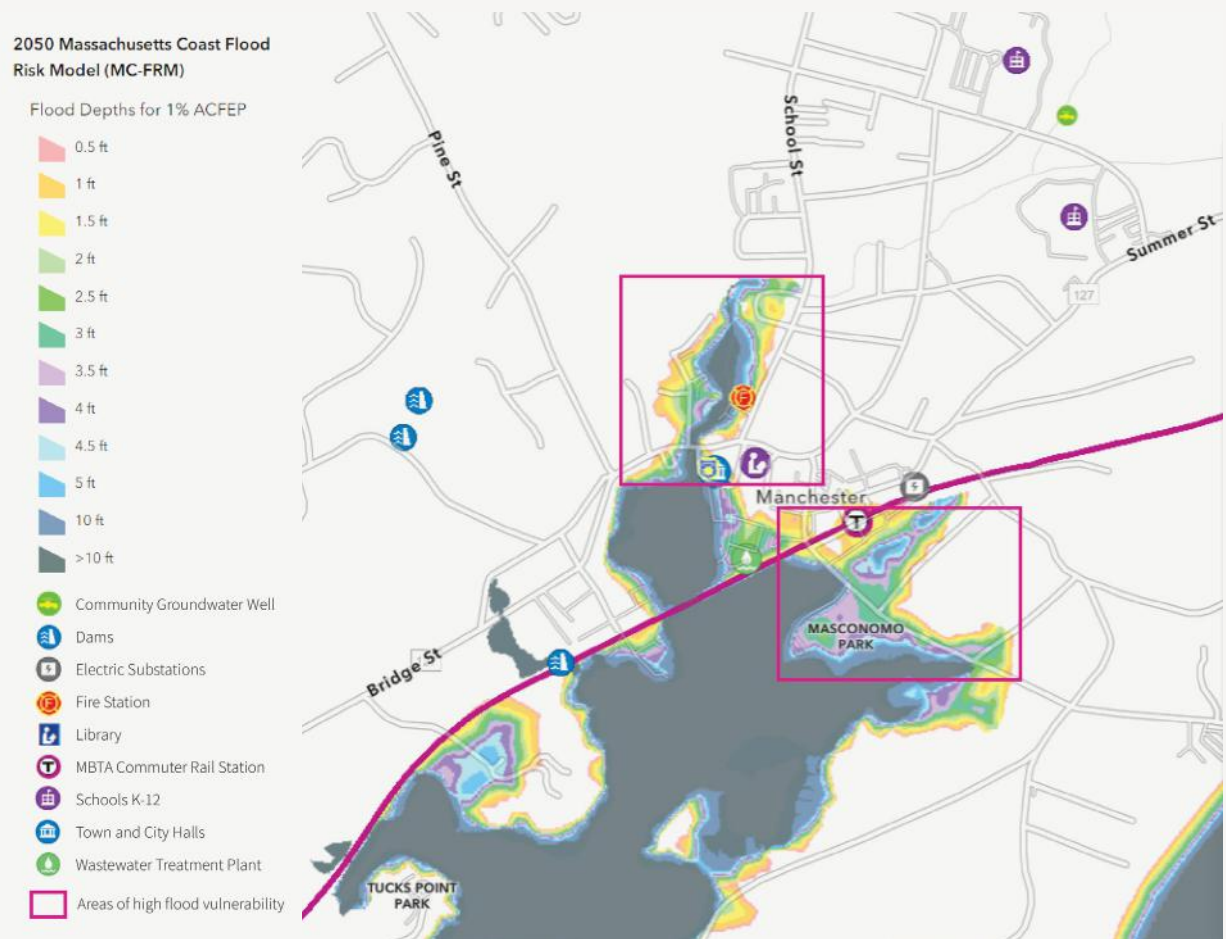 2050 Massachusetts Coast Flood
Risk Model (MC-FRM)
Flood Depths for 1% ACFEP
0.5 ft
1 ft
1.5 ft
2 ft
2.5 ft
3 ft
3.5 ft
4 ft
4.5 ft
5 ft
10 ft
>10 ft
Community Groundwater Well
Dams
Electric Substations
F
Fire Station
Library
T
MBTA Commuter Rail Station
Schools K-12
Town and City Halls
Wastewater Treatment Plant
Areas of high flood vulnerability
Pine St
School St
Summer St
127
F
Manchester
T
MASCONOMO
PARK
Bridge St
TUCKS POINT
PARK